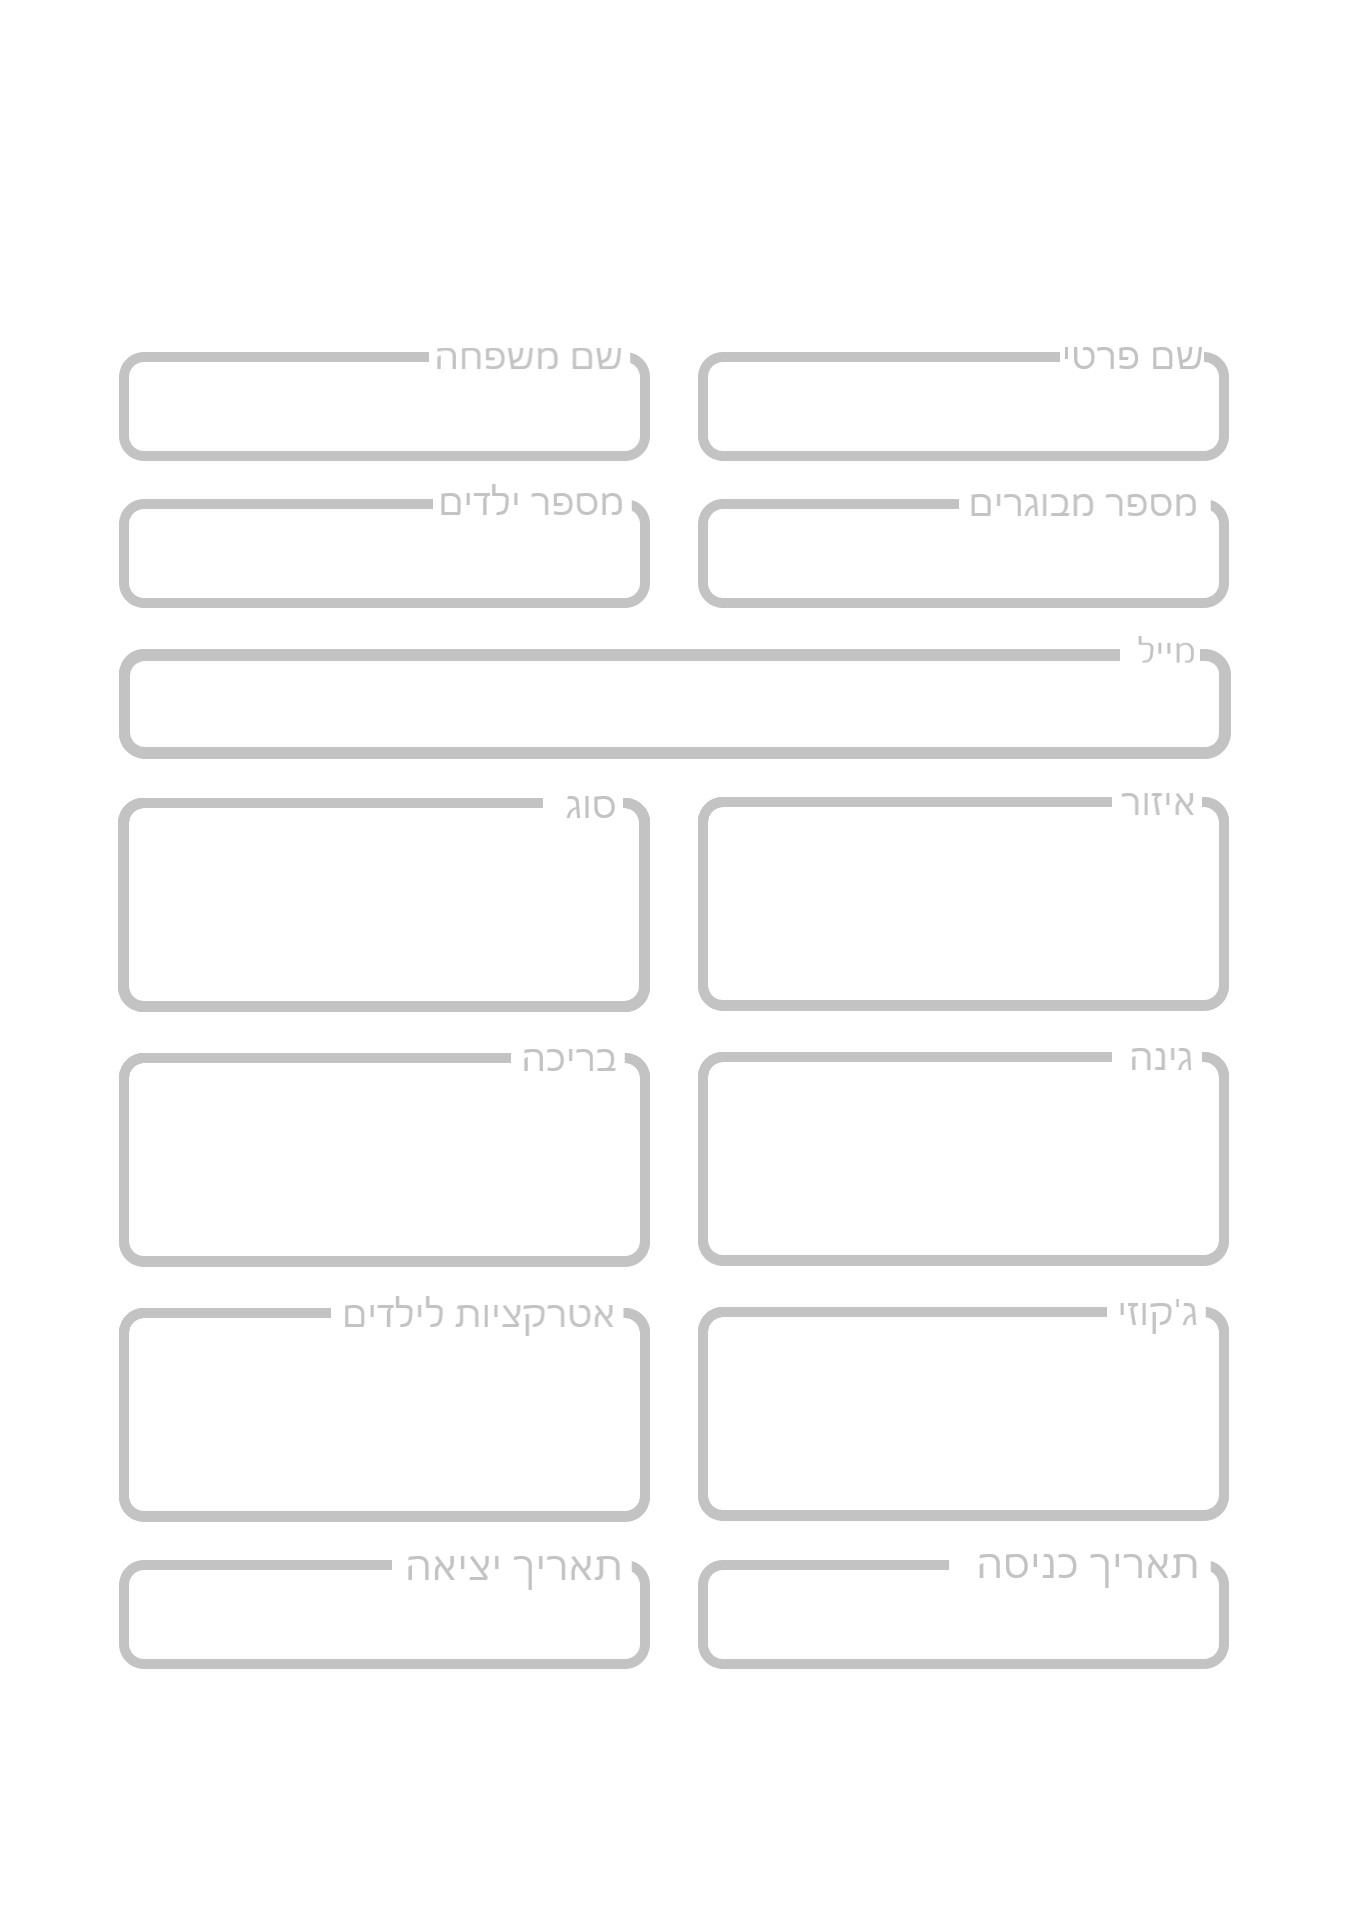 שם פרטי
שם משפחה
מספר מבוגרים
מספר ילדים
מייל
איזור
סוג
גינה
בריכה
ג'קוזי
אטרקציות לילדים
תאריך כניסה
תאריך יציאה